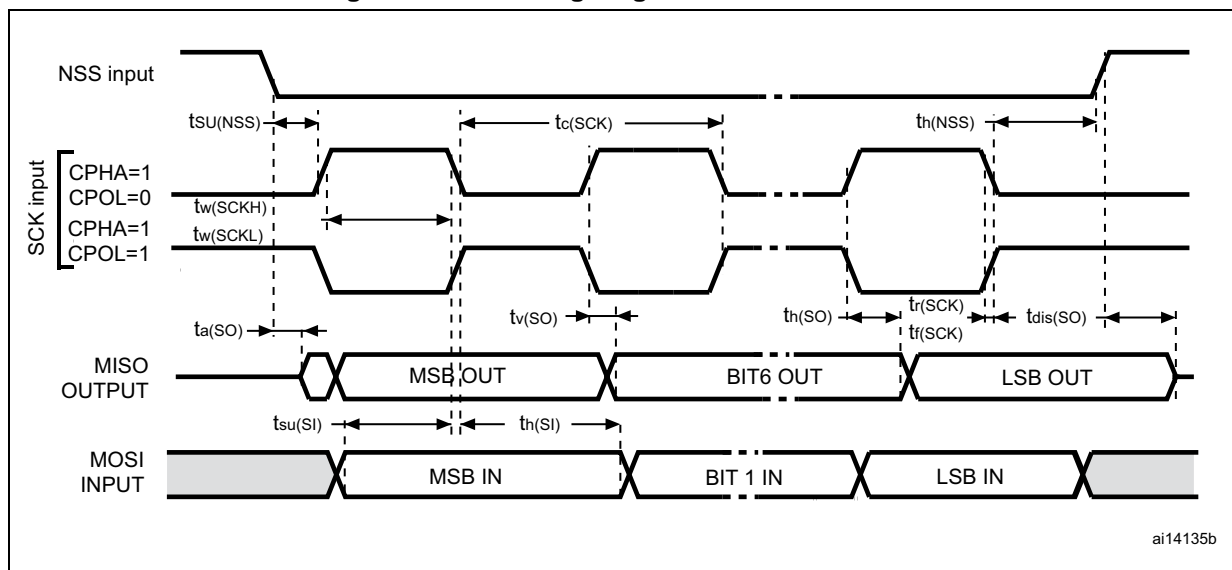 NSS input
tSU(NSS)
tc(SCK)
th(NSS)
SCK input
CPHA=1
CPOL=0
tw(SCKH)
CPHA=1
tw(SCKL)
CPOL=1
ta(SO)
tv(SO)
th(SO)
tr(SCK)
tf(SCK)
tdis(SO)
MISO
OUTPUT
MSB OUT
BIT6 OUT
LSB OUT
tsu(SI)
th(SI)
MOSI
INPUT
MSB IN
BIT 1 IN
LSB IN
ai14135b